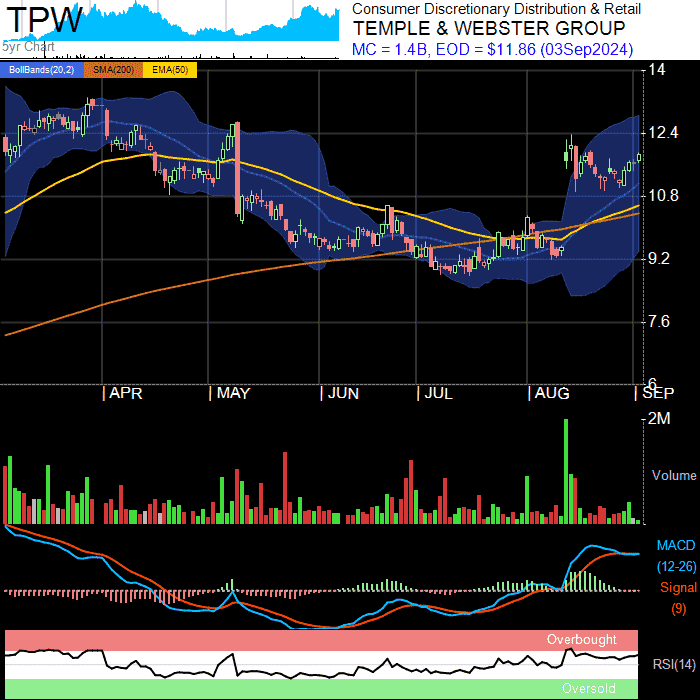 TPW
5yr Chart
Consumer Discretionary Distribution & Retail
TEMPLE & WEBSTER GROUP
MC = 1.4B, EOD = $11.86 (03Sep2024)
BollBands(20,2) SMA(200) EMA(50)
14
12.4
10.8
9.2
7.6
6
APR MAY JUN JUL AUG SEP
2M
Volume
MACD
(12-26)
Signal
(9)
Overbought
RSI(14)
Oversold